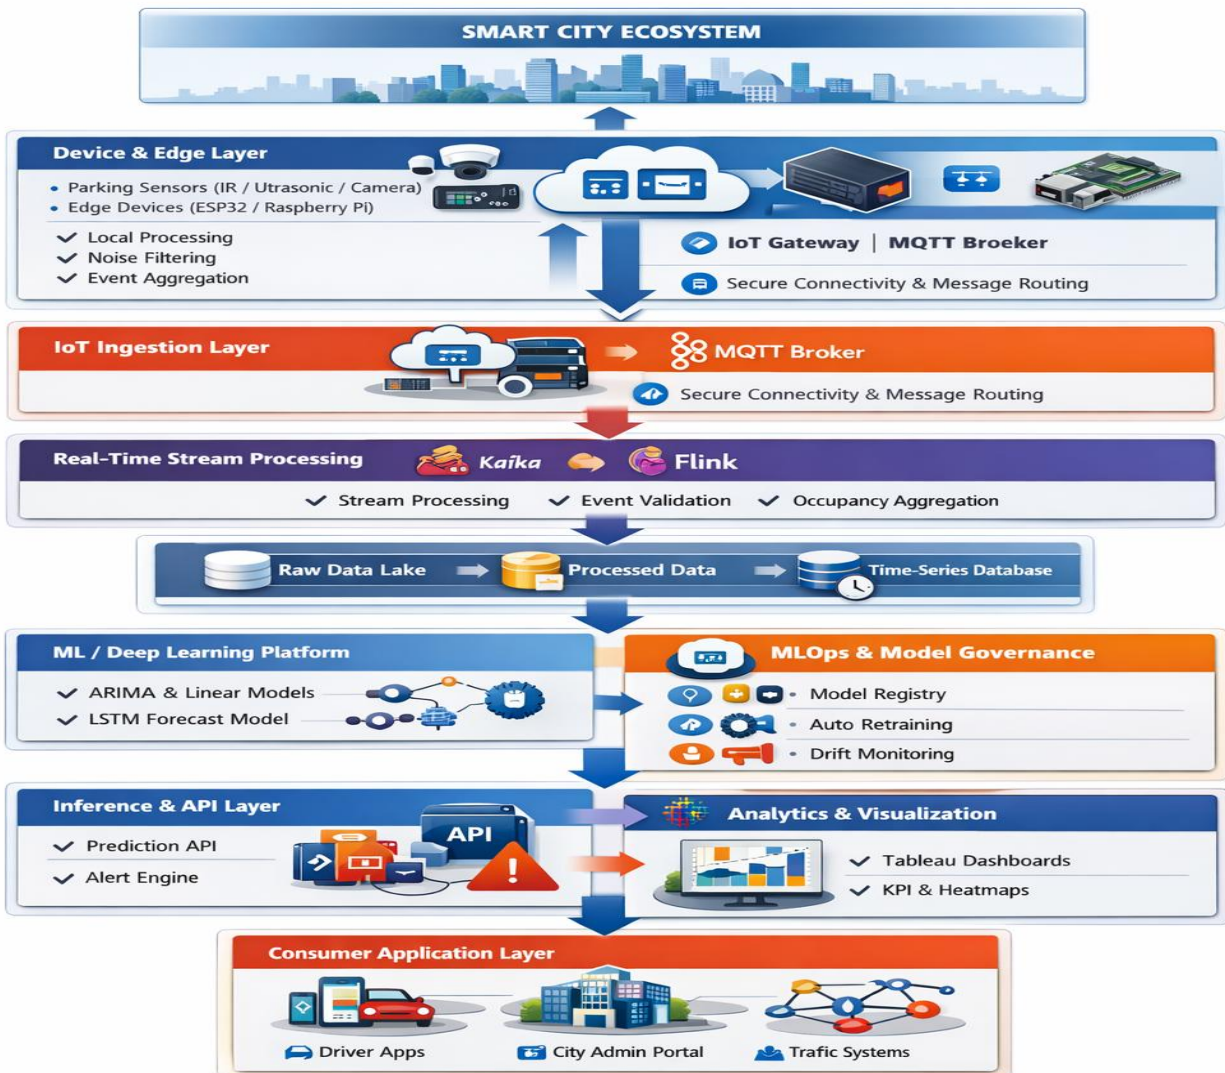 SMART CITY ECOSYSTEM
Device & Edge Layer
• Parking Sensors (IR / Utrasonic / Camera)
• Edge Devices (ESP32 / Raspberry Pi)
✓ Local Processing
✓ Noise Filtering
✓ Event Aggregation
IoT Gateway | MQTT Broeker
Secure Connectivity & Message Routing
IoT Ingestion Layer
MQTT Broker
Secure Connectivity & Message Routing
Real-Time Stream Processing
Kaîka
Flink
✓ Stream Processing ✓ Event Validation ✓ Occupancy Aggregation
Raw Data Lake
Processed Data
Time-Series Database
ML / Deep Learning Platform
✓ ARIMA & Linear Models
✓ LSTM Forecast Model
MLOps & Model Governance
• Model Registry
• Auto Retraining
• Drift Monitoring
Inference & API Layer
✓ Prediction API
✓ Alert Engine
API
!
Analytics & Visualization
✓ Tableau Dashboards
✓ KPI & Heatmaps
Consumer Application Layer
Driver Apps
City Admin Portal
Trafic Systems